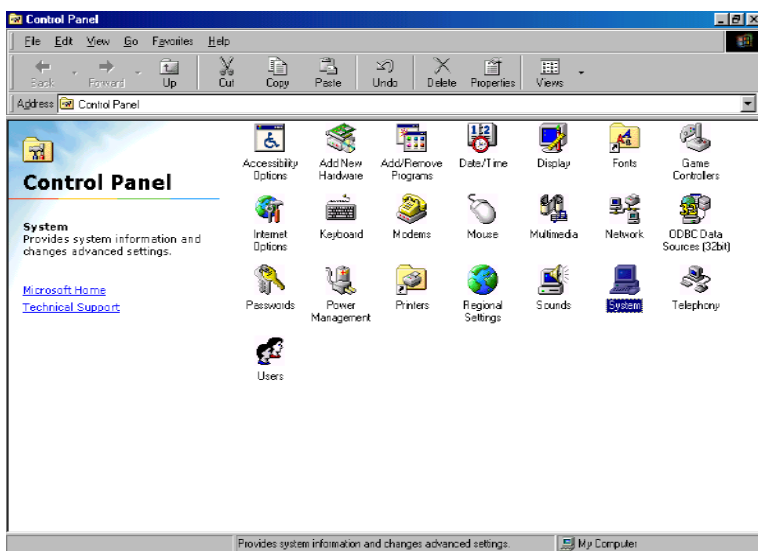 Control Panel
File Edit View Go Favorites Help
Back Forward Up Cut Copy Paste Undo Delete Properties Views
Address Control Panel
Control Panel
System
Provides system information and
changes advanced settings.
Microsoft Home
Technical Support
Accessibility
Options
Add New
Hardware
Add/Remove
Programs
Date/Time
Display
Fonts
Game
Controllers
Internet
Options
Keyboard
Modems
Mouse
Multimedia
Network
ODBC Data
Sources (32bit)
Passwords
Power
Management
Printers
Regional
Settings
Sounds
System
Telephony
Users
Provides system information and changes advanced settings.
My Computer